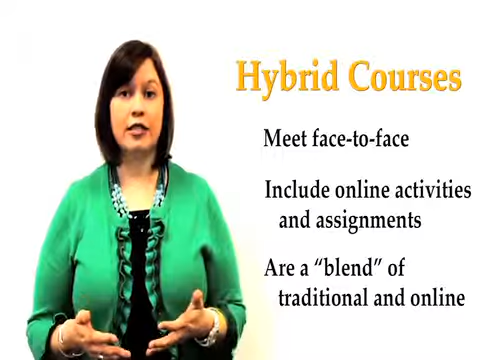 Hybrid Courses
Meet face-to-face
Include online activities
and assignments
Are a “blend” of
traditional and online